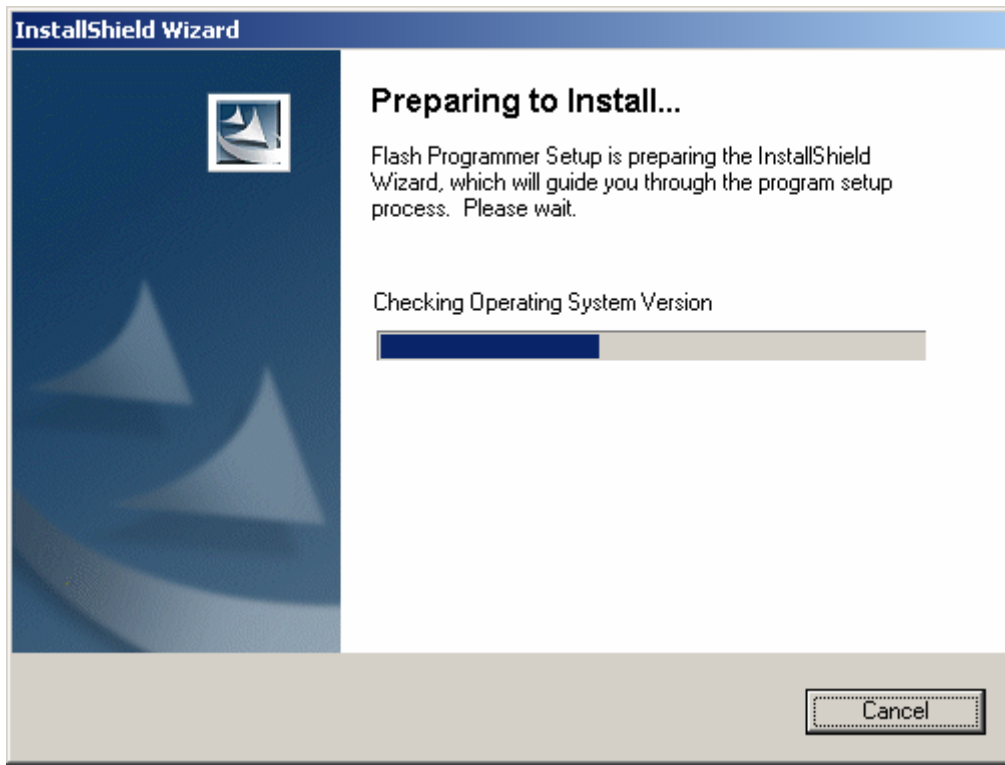 InstallShield Wizard
Preparing to Install...
Flash Programmer Setup is preparing the InstallShield
Wizard, which will guide you through the program setup
process.  Please wait.
Checking Operating System Version
Cancel